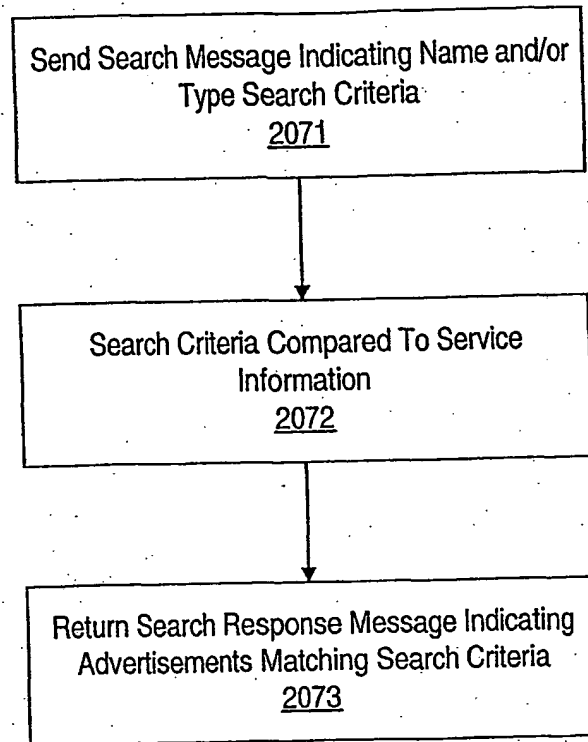 Send Search Message Indicating Name and/or
Type Search Criteria
2071
Search Criteria Compared To Service
Information
2072
Return Search Response Message Indicating
Advertisements Matching Search Criteria
2073